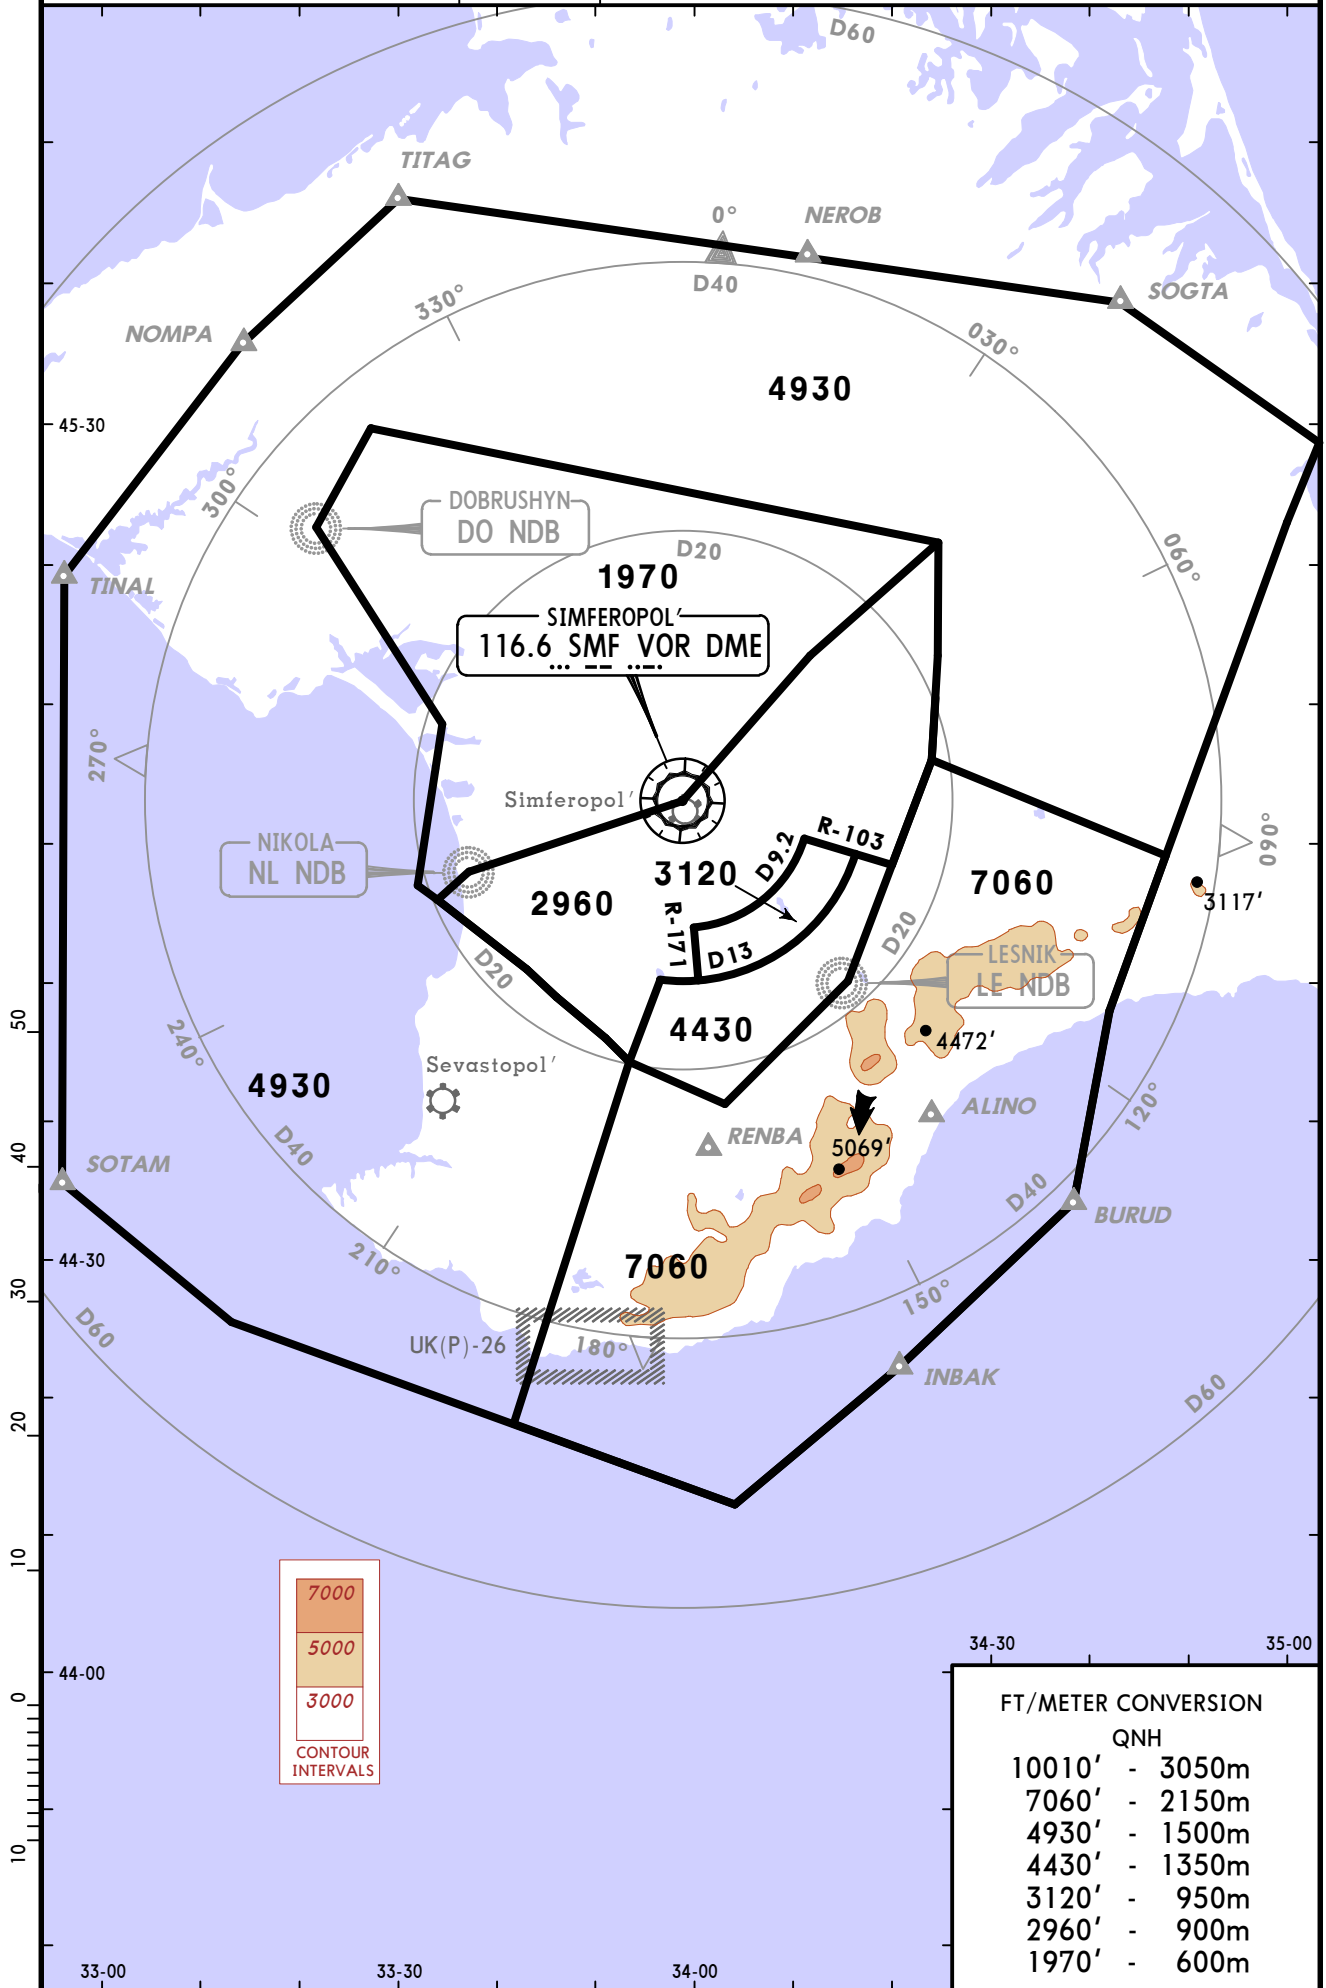 D60
TITAG
0°
NEROB
D40
SOGTA
330°
NOMPA
030°
4930
45-30
300°
DOBRUSHYN
DO NDB
D20
060°
1970
TINAL
SIMFEROPOL'
116.6 SMF VOR DME
270°
Simferopol'
090°
NIKOLA
NL NDB
D9.2
R-103
3120
7060
2960
3117'
R-171
D13
D20
D20
LESNIK
LE NDB
50
240°
4430
4472'
Sevastopol'
4930
ALINO
120°
RENBA
D40
5069'
40
SOTAM
D40
BURUD
210°
44-30
7060
30
150°
D60
UK(P)-26
180°
INBAK
D60
20
10
7000
5000
3000
CONTOUR
INTERVALS
34-30
35-00
44-00
0
10
FT/METER CONVERSION
QNH
10010' - 3050m
7060' - 2150m
4930' - 1500m
4430' - 1350m
3120' - 950m
2960' - 900m
1970' - 600m
33-00
33-30
34-00